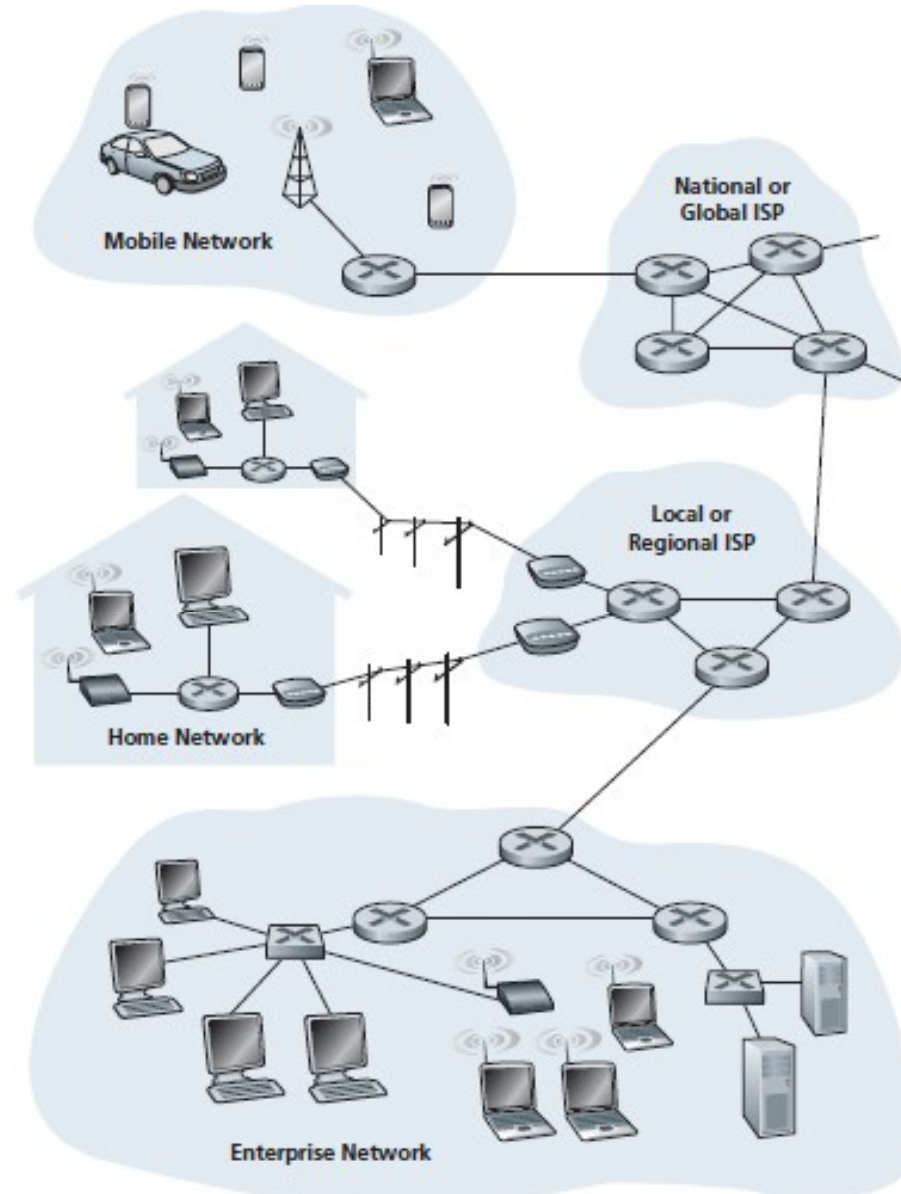 Mobile Network
National or
Global ISP
Local or
Regional ISP
Home Network
Enterprise Network